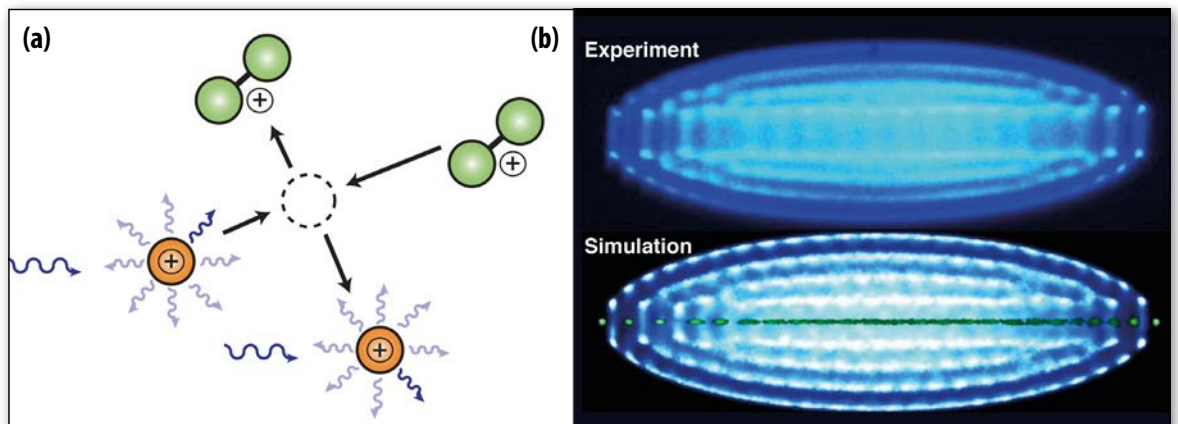 (a)
(b)
Experiment
+
+
Simulation
+
+